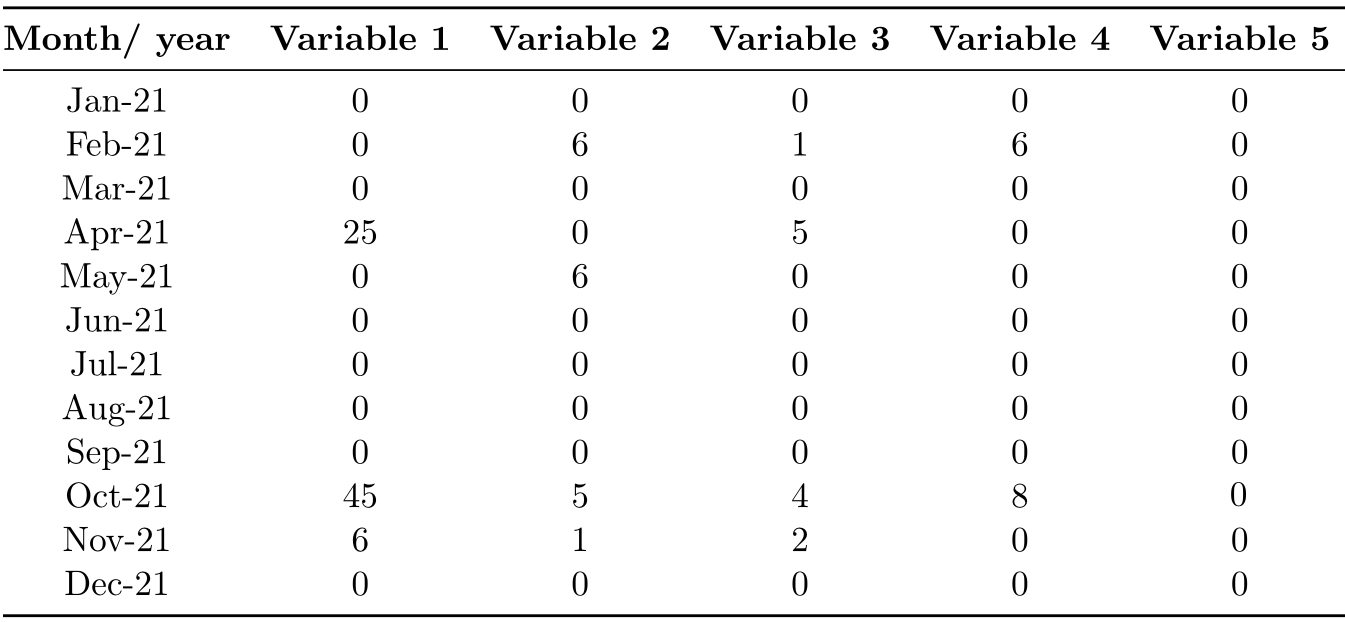 Month/ year Variable 1 Variable 2 Variable 3 Variable 4 Variable 5
Jan-21 0 0 0 0 0
Feb-21 0 6 1 6 0
Mar-21 0 0 0 0 0
Apr-21 25 0 5 0 0
May-21 0 6 0 0 0
Jun-21 0 0 0 0 0
Jul-21 0 0 0 0 0
Aug-21 0 0 0 0 0
Sep-21 0 0 0 0 0
Oct-21 45 5 4 8 0
Nov-21 6 1 2 0 0
Dec-21 0 0 0 0 0